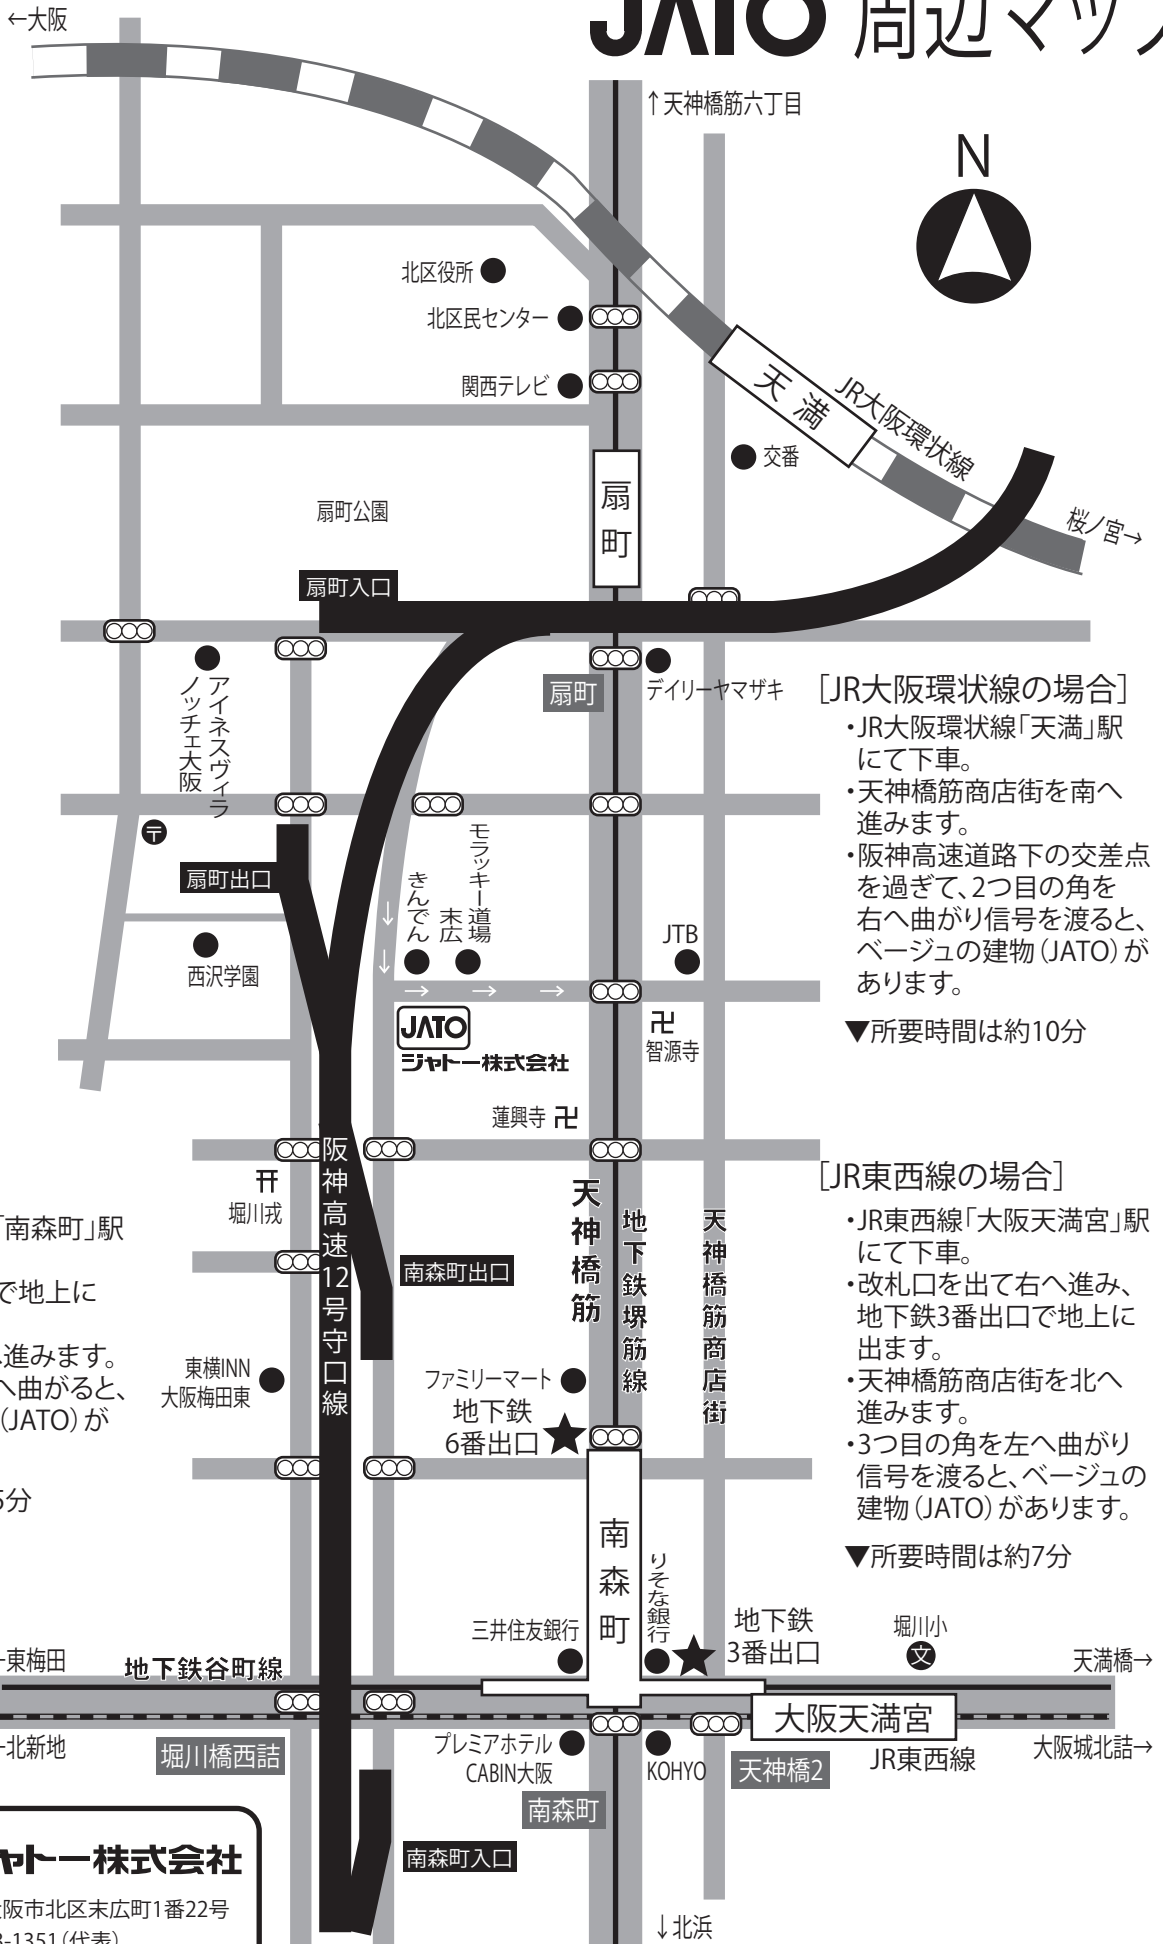 ←大阪
JATO 周辺マップ
↑天神橋筋六丁目
N
北区役所
北区民センター
関西テレビ
天満
JR大阪環状線
交番
桜ノ宮→
扇町公園
扇町
扇町入口
扇町
デイリーヤマザキ
アイネスヴィラ
ノッチェ大阪
[JR大阪環状線の場合]
・JR大阪環状線「天満」駅
にて下車。
・天神橋筋商店街を南へ
進みます。
・阪神高速道路下の交差点
を過ぎて、2つ目の角を
右へ曲がり信号を渡ると、
ベージュの建物(JATO)が
あります。
▼所要時間は約10分
〒
扇町出口
モラッキー道場
末広
きんでん
JTB
西沢学園
JATO
ジャトー株式会社
卍
智源寺
蓮興寺 卍
阪神高速12号守口線
堀川戎
天神橋筋
地下鉄堺筋線
天神橋筋商店街
[JR東西線の場合]
・JR東西線「大阪天満宮」駅
にて下車。
・改札口を出て右へ進み、
地下鉄3番出口で地上に
出ます。
・天神橋筋商店街を北へ
進みます。
・3つ目の角を左へ曲がり
信号を渡ると、ベージュの
建物(JATO)があります。
▼所要時間は約7分
「南森町」駅
で地上に
進みます。
へ曲がると、
(JATO)が
5分
南森町出口
東横INN
大阪梅田東
ファミリーマート
地下鉄
6番出口
南森町
りそな銀行
三井住友銀行
地下鉄
3番出口
堀川小
文
東梅田
地下鉄谷町線
天満橋→
大阪天満宮
北新地
堀川橋西詰
プレミアホテル
CABIN大阪
KOHYO
天神橋2
JR東西線
大阪城北詰→
南森町
南森町入口
ャトー株式会社
大阪市北区末広町1番22号
-1351(代表)
↓北浜